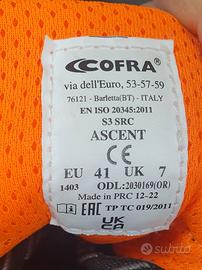 COFRA®
via dell'Euro, 53-57-59
76121 - Barletta(BT) - ITALY
EN ISO 20345:2011
S3 SRC
ASCENT
CE
EU 41 UK 7
1403 ODL:2030169(OR)
Made in PRC 12-22
EAC TP TC 019/2011
UK
CA
subito